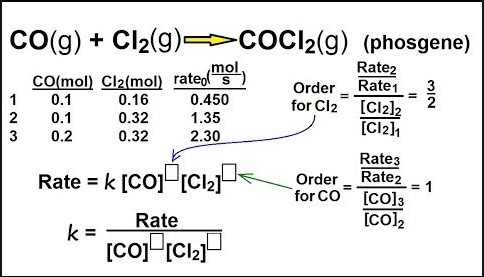 CO(g) + Cl₂(g) ⟹ COCl₂(g) (phosgene)
CO(mol) Cl₂(mol) rate₀(mol/s)
1 0.1 0.16 0.450
2 0.1 0.32 1.35
3 0.2 0.32 2.30
Order for Cl₂ = Rate₂/Rate₁ / [Cl₂]₂/[Cl₂]₁ = 3/2
Rate = k [CO]□ [Cl₂]□
Order for CO = Rate₃/Rate₂ / [CO]₃/[CO]₂ = 1
k = Rate / [CO]□[Cl₂]□